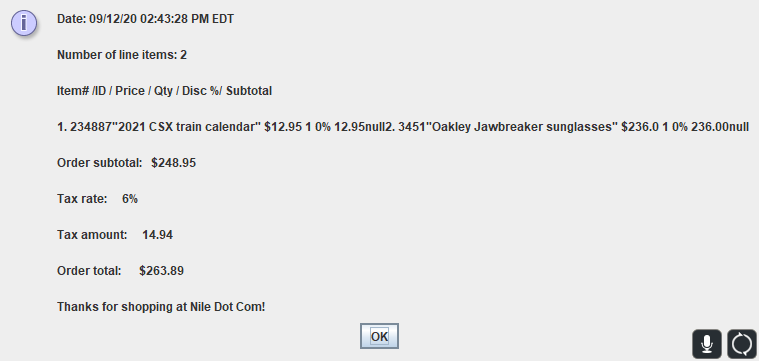 Date: 09/12/20 02:43:28 PM EDT
Number of line items: 2
Item# /ID / Price / Qty / Disc %/ Subtotal
1. 234887"2021 CSX train calendar" $12.95 1 0% 12.95null2. 3451"Oakley Jawbreaker sunglasses" $236.0 1 0% 236.00null
Order subtotal: $248.95
Tax rate: 6%
Tax amount: 14.94
Order total: $263.89
Thanks for shopping at Nile Dot Com!
OK